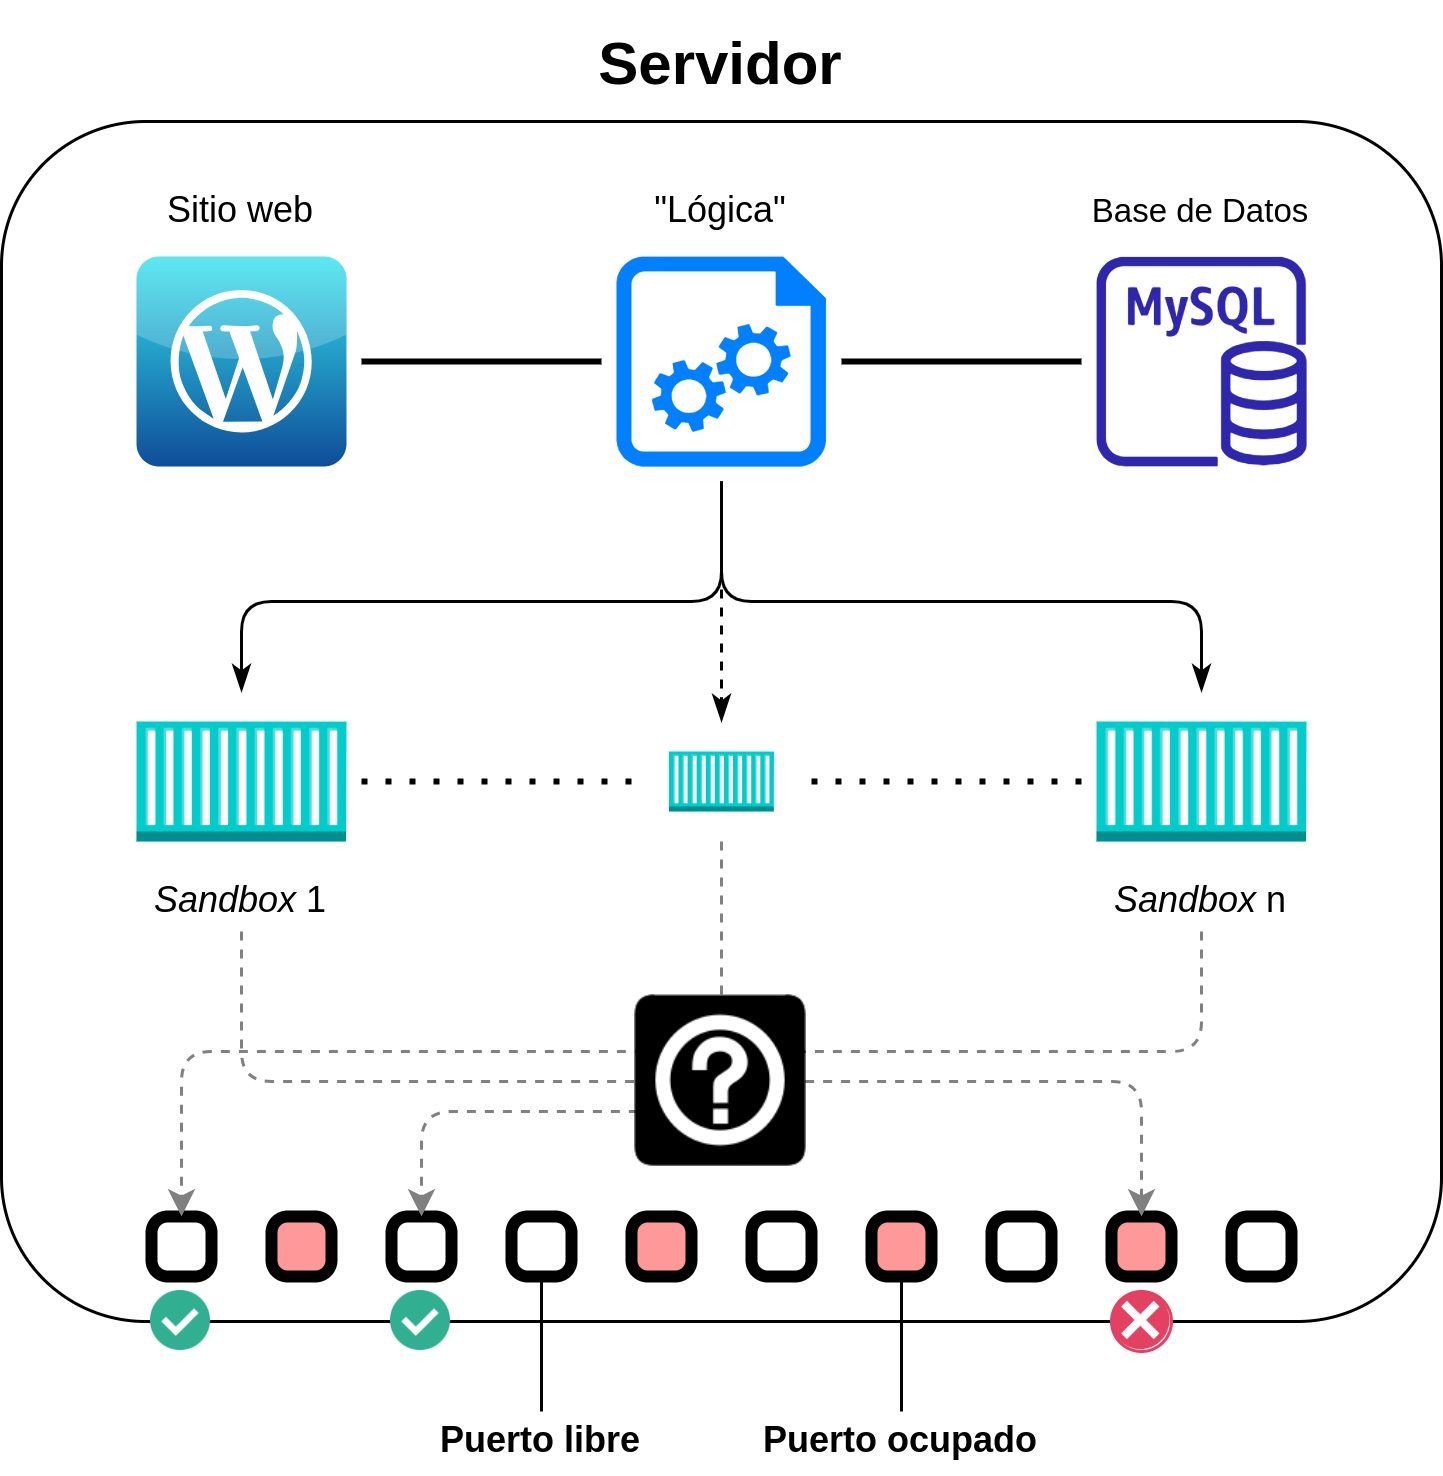 Servidor
Sitio web
"Lógica"
Base de Datos
MySQL
Sandbox 1
Sandbox n
Puerto libre
Puerto ocupado